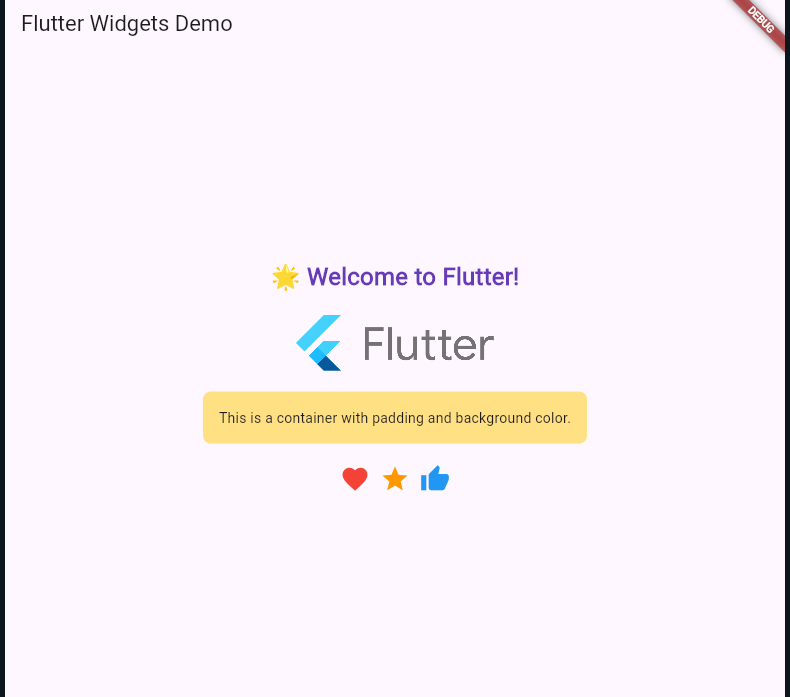 Flutter Widgets Demo
DEBUG
🌟 Welcome to Flutter!
Flutter
This is a container with padding and background color.